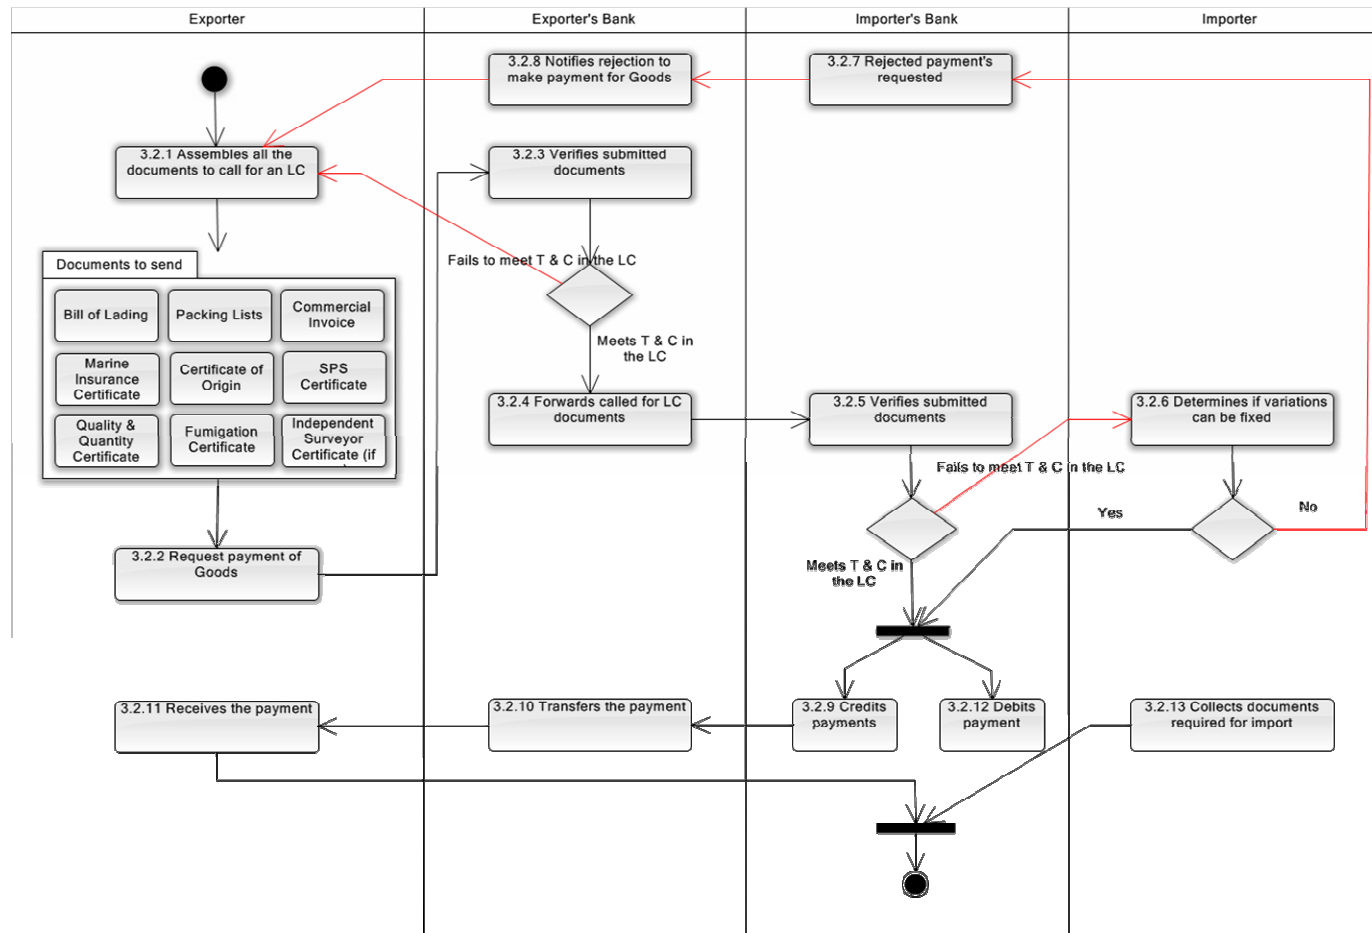 Exporter
Exporter's Bank
Importer's Bank
Importer
3.2.8 Notifies rejection to
make payment for Goods
3.2.7 Rejected payment's
requested
3.2.1 Assembles all the
documents to call for an LC
3.2.3 Verifies submitted
documents
Fails to meet T & C in the LC
Documents to send
Bill of Lading
Packing Lists
Commercial
Invoice
Marine
Insurance
Certificate
Certificate of
Origin
SPS
Certificate
Quality &
Quantity
Certificate
Fumigation
Certificate
Independent
Surveyor
Certificate (if
Meets T & C in
the LC
3.2.4 Forwards called for LC
documents
3.2.5 Verifies submitted
documents
3.2.6 Determines if variations
can be fixed
Fails to meet T & C in the LC
Yes
No
3.2.2 Request payment of
Goods
Meets T & C in
the LC
3.2.11 Receives the payment
3.2.10 Transfers the payment
3.2.9 Credits
payments
3.2.12 Debits
payment
3.2.13 Collects documents
required for import